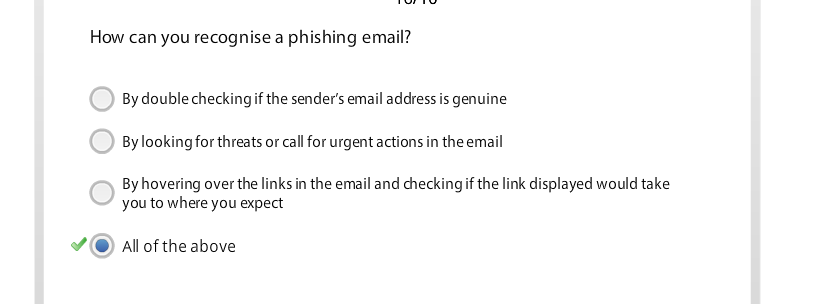 How can you recognise a phishing email?
By double checking if the sender's email address is genuine
By looking for threats or call for urgent actions in the email
By hovering over the links in the email and checking if the link displayed would take
you to where you expect
All of the above